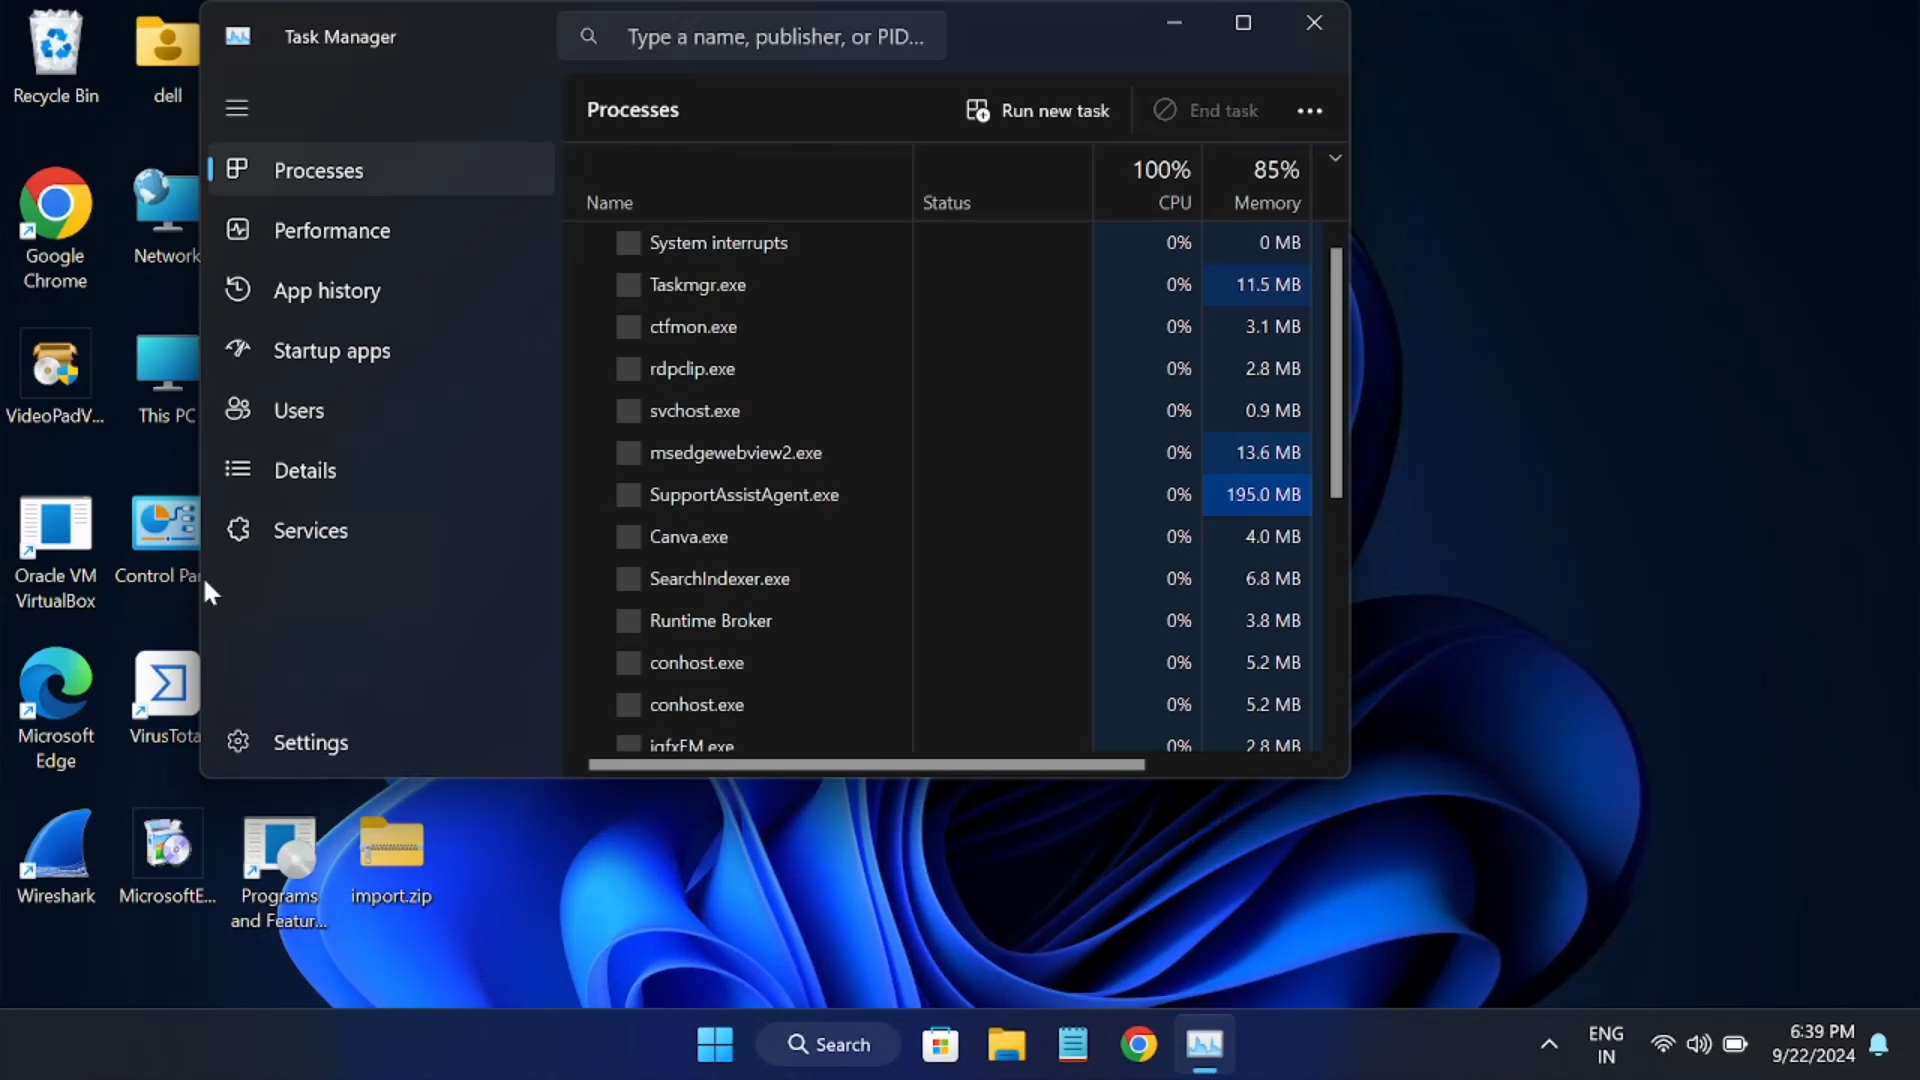 Recycle Bin
dell
Google
Chrome
Network
VideoPadV...
This PC
Oracle VM
VirtualBox
Control Pa
Microsoft
Edge
VirusTota
Wireshark
MicrosoftE...
Programs
and Featur...
import.zip
Task Manager
Type a name, publisher, or PID...
Processes
Performance
App history
Startup apps
Users
Details
Services
Settings
Processes
Run new task
End task
Name
Status
100%
CPU
85%
Memory
System interrupts 0% 0 MB
Taskmgr.exe 0% 11.5 MB
ctfmon.exe 0% 3.1 MB
rdpclip.exe 0% 2.8 MB
svchost.exe 0% 0.9 MB
msedgewebview2.exe 0% 13.6 MB
SupportAssistAgent.exe 0% 195.0 MB
Canva.exe 0% 4.0 MB
SearchIndexer.exe 0% 6.8 MB
Runtime Broker 0% 3.8 MB
conhost.exe 0% 5.2 MB
conhost.exe 0% 5.2 MB
igfxEM.exe 0% 2.8 MB
Search
ENG
IN
6:39 PM
9/22/2024